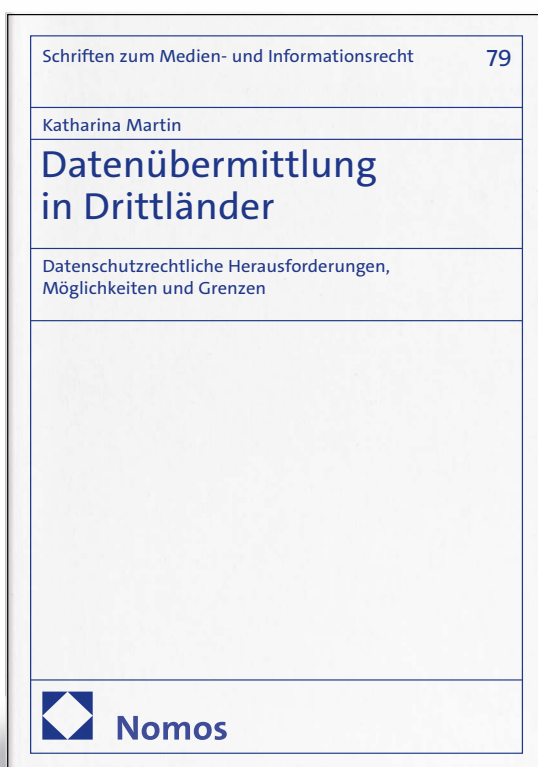 Schriften zum Medien- und Informationsrecht 79
Katharina Martin
Datenübermittlung
in Drittländer
Datenschutzrechtliche Herausforderungen,
Möglichkeiten und Grenzen
Nomos